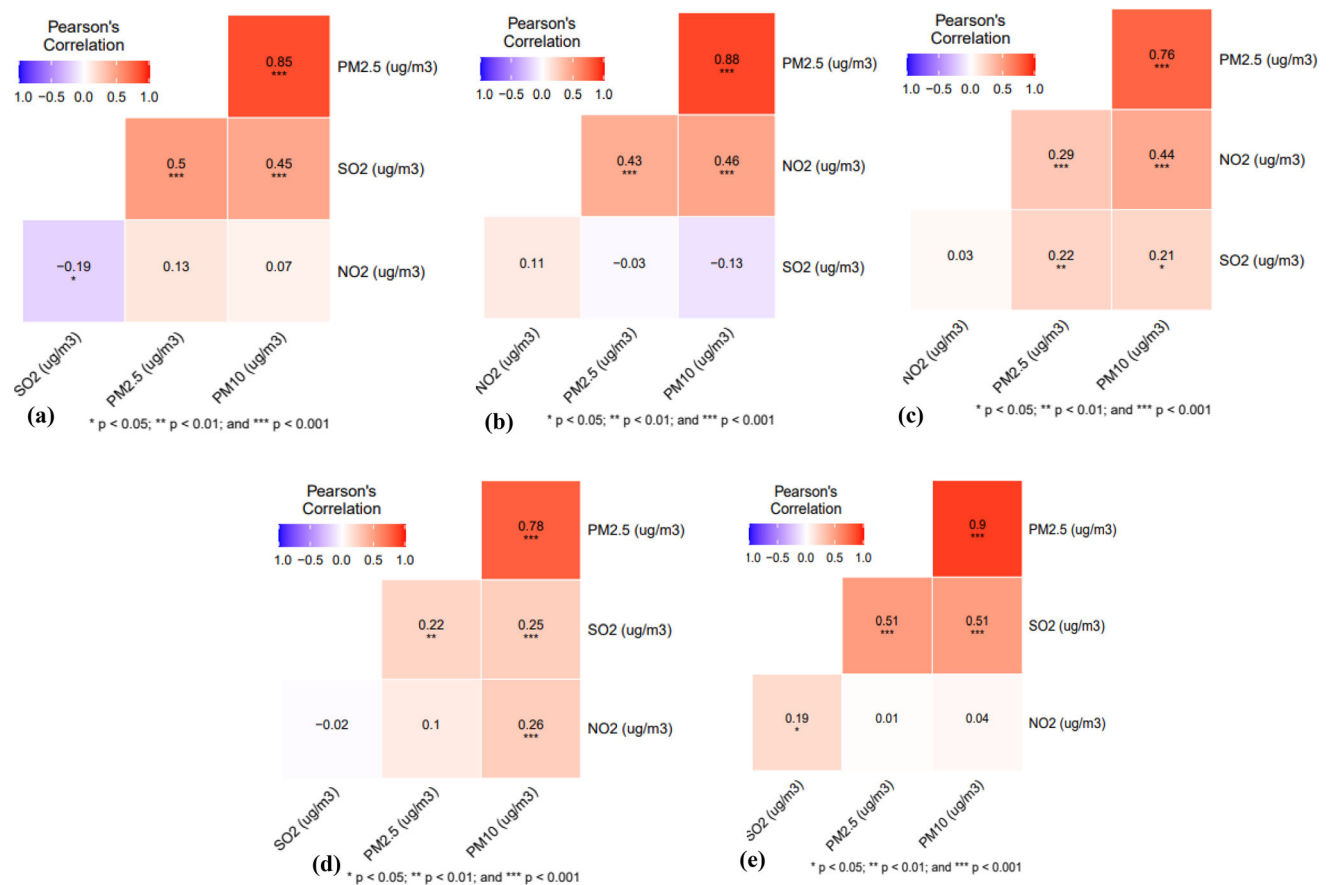 Pearson's
Correlation
1.0 −0.5 0.0 0.5 1.0
0.85
***
PM2.5 (ug/m3)
0.5
***
0.45
***
SO2 (ug/m3)
−0.19
*
0.13
0.07
NO2 (ug/m3)
SO2 (ug/m3)
PM2.5 (ug/m3)
PM10 (ug/m3)
(a)
* p < 0.05; ** p < 0.01; and *** p < 0.001
Pearson's
Correlation
1.0 −0.5 0.0 0.5 1.0
0.88
***
PM2.5 (ug/m3)
0.43
***
0.46
***
NO2 (ug/m3)
0.11
−0.03
−0.13
SO2 (ug/m3)
NO2 (ug/m3)
PM2.5 (ug/m3)
PM10 (ug/m3)
(b)
* p < 0.05; ** p < 0.01; and *** p < 0.001
Pearson's
Correlation
1.0 −0.5 0.0 0.5 1.0
0.76
***
PM2.5 (ug/m3)
0.29
***
0.44
***
NO2 (ug/m3)
0.03
0.22
**
0.21
*
SO2 (ug/m3)
NO2 (ug/m3)
PM2.5 (ug/m3)
PM10 (ug/m3)
(c)
* p < 0.05; ** p < 0.01; and *** p < 0.001
Pearson's
Correlation
1.0 −0.5 0.0 0.5 1.0
0.78
***
PM2.5 (ug/m3)
0.22
**
0.25
***
SO2 (ug/m3)
−0.02
0.1
0.26
***
NO2 (ug/m3)
SO2 (ug/m3)
PM2.5 (ug/m3)
PM10 (ug/m3)
(d)
* p < 0.05; ** p < 0.01; and *** p < 0.001
Pearson's
Correlation
1.0 −0.5 0.0 0.5 1.0
0.9
***
PM2.5 (ug/m3)
0.51
***
0.51
***
SO2 (ug/m3)
0.19
*
0.01
0.04
NO2 (ug/m3)
SO2 (ug/m3)
PM2.5 (ug/m3)
PM10 (ug/m3)
(e)
* p < 0.05; ** p < 0.01; and *** p < 0.001